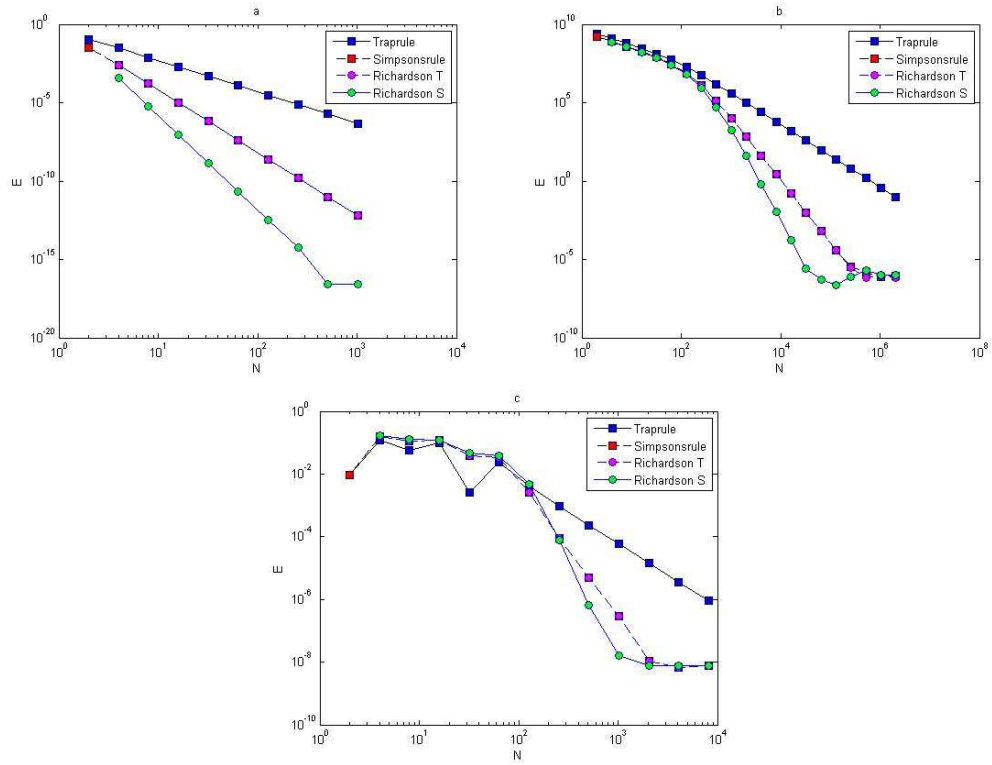 a
10^0
10^-5
10^-10
10^-15
10^-20
E
10^0
10^1
10^2
10^3
10^4
N
Traprule
Simpsonsrule
Richardson T
Richardson S
b
10^10
10^5
10^0
10^-5
10^-10
E
10^0
10^2
10^4
10^6
10^8
N
Traprule
Simpsonsrule
Richardson T
Richardson S
c
10^0
10^-2
10^-4
10^-6
10^-8
10^-10
E
10^0
10^1
10^2
10^3
10^4
N
Traprule
Simpsonsrule
Richardson T
Richardson S